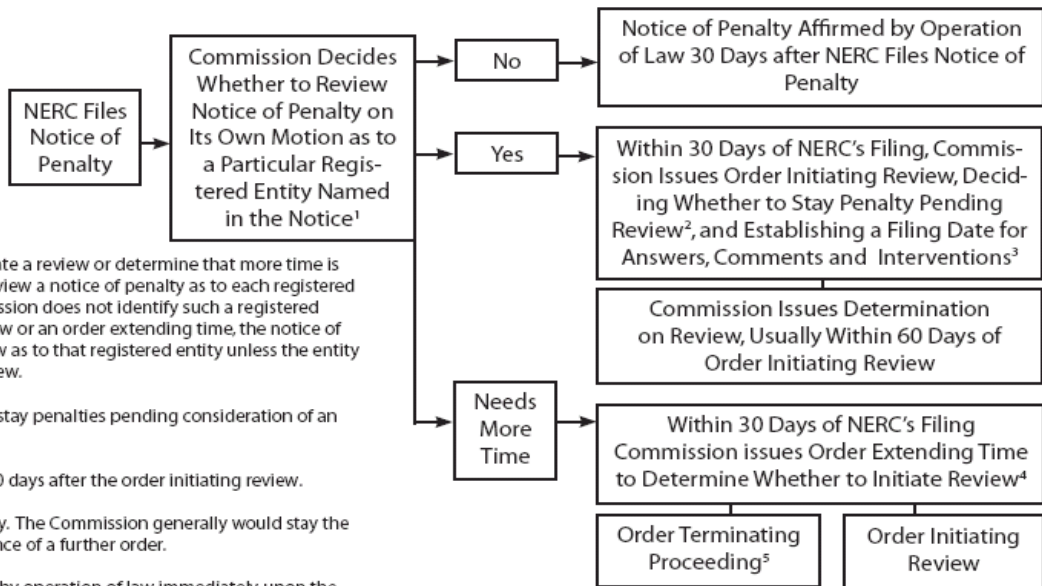 NERC Files
Notice of
Penalty
Commission Decides
Whether to Review
Notice of Penalty on
Its Own Motion as to
a Particular Regis-
tered Entity Named
in the Notice¹
No
Notice of Penalty Affirmed by Operation
of Law 30 Days after NERC Files Notice of
Penalty
Yes
Within 30 Days of NERC's Filing, Commis-
sion Issues Order Initiating Review, Decid-
ing Whether to Stay Penalty Pending
Review², and Establishing a Filing Date for
Answers, Comments and Interventions³
Commission Issues Determination
on Review, Usually Within 60 Days of
Order Initiating Review
Needs
More
Time
Within 30 Days of NERC's Filing
Commission issues Order Extending Time
to Determine Whether to Initiate Review⁴
Order Terminating
Proceeding⁵
Order Initiating
Review
a review or determine that more time is
view a notice of penalty as to each registered
ssion does not identify such a registered
w or an order extending time, the notice of
w as to that registered entity unless the entity
ew.
stay penalties pending consideration of an
0 days after the order initiating review.
y. The Commission generally would stay the
nce of a further order.
by operation of law immediately upon the